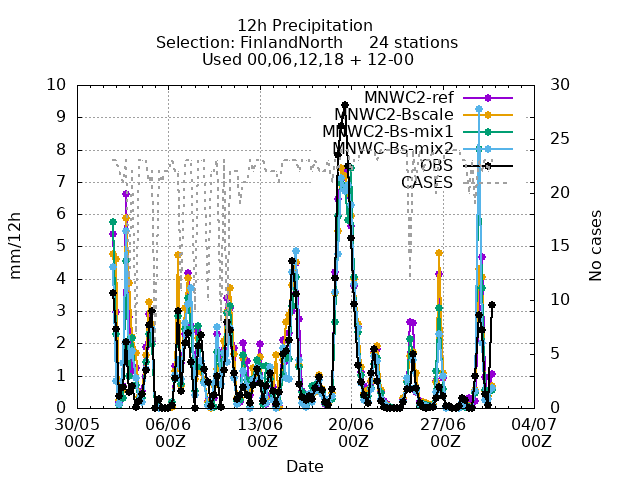 12h Precipitation
Selection: FinlandNorth 24 stations
Used 00,06,12,18 + 12-00
MNWC2-ref
MNWC2-Bscale
MNWC2-Bs-mix1
MNWC-Bs-mix2
OBS
CASES
10
9
8
7
6
5
4
3
2
1
0
mm/12h
30
25
20
15
10
5
0
No cases
30/05 06/06 13/06 20/06 27/06 04/07
00Z 00Z 00Z 00Z 00Z 00Z
Date